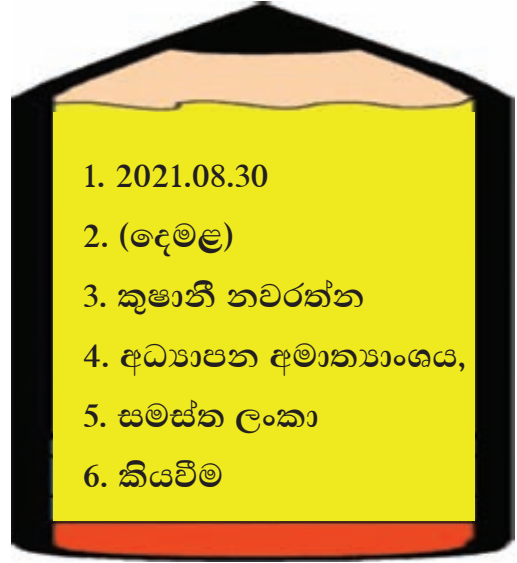 1. 2021.08.30
2. (දෙමළ)
3. කුෂානී නවරත්න
4. අධ්‍යාපන අමාත්‍යාංශය,
5. සමස්ත ලංකා
6. කියවීම